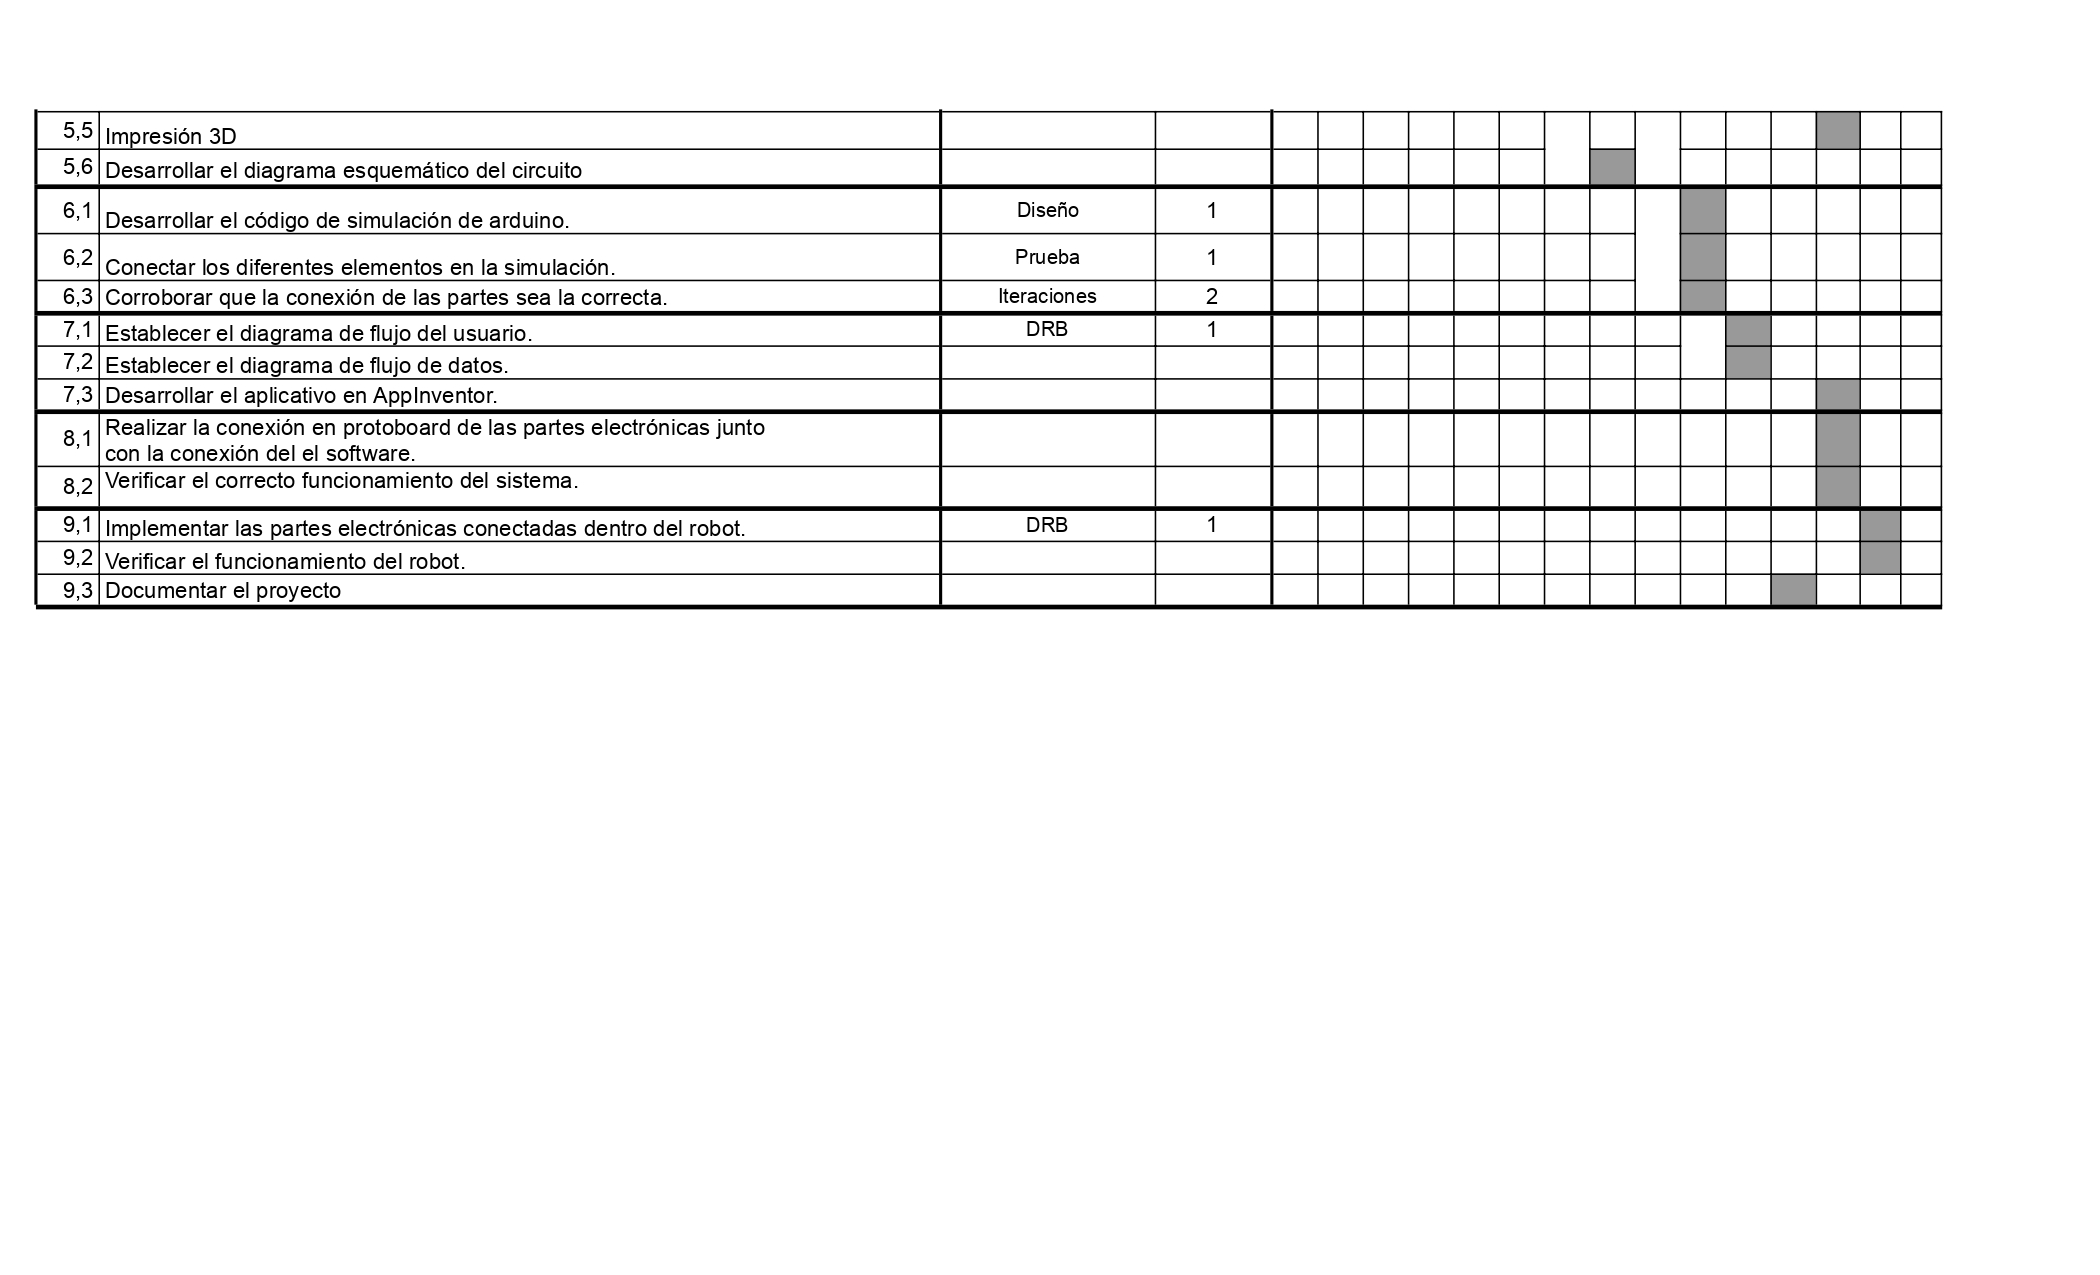 5,5 Impresión 3D
5,6 Desarrollar el diagrama esquemático del circuito
6,1 Desarrollar el código de simulación de arduino. Diseño 1
6,2 Conectar los diferentes elementos en la simulación. Prueba 1
6,3 Corroborar que la conexión de las partes sea la correcta. Iteraciones 2
7,1 Establecer el diagrama de flujo del usuario. DRB 1
7,2 Establecer el diagrama de flujo de datos.
7,3 Desarrollar el aplicativo en AppInventor.
8,1 Realizar la conexión en protoboard de las partes electrónicas junto
con la conexión del el software.
8,2 Verificar el correcto funcionamiento del sistema.
9,1 Implementar las partes electrónicas conectadas dentro del robot. DRB 1
9,2 Verificar el funcionamiento del robot.
9,3 Documentar el proyecto